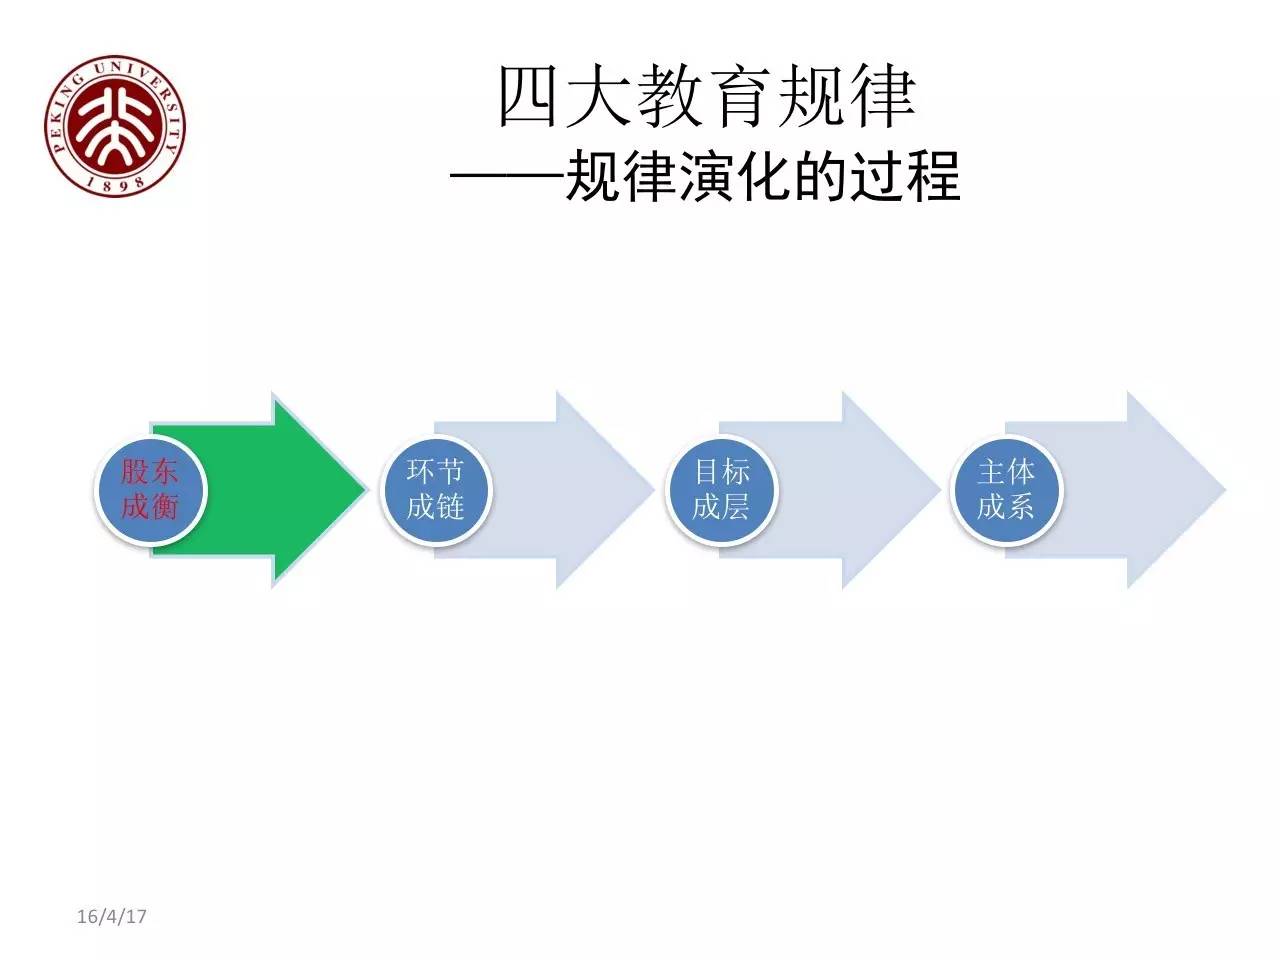 PEKING UNIVERSITY
1898
四大教育规律
——规律演化的过程
股东
成衡
环节
成链
目标
成层
主体
成系
16/4/17